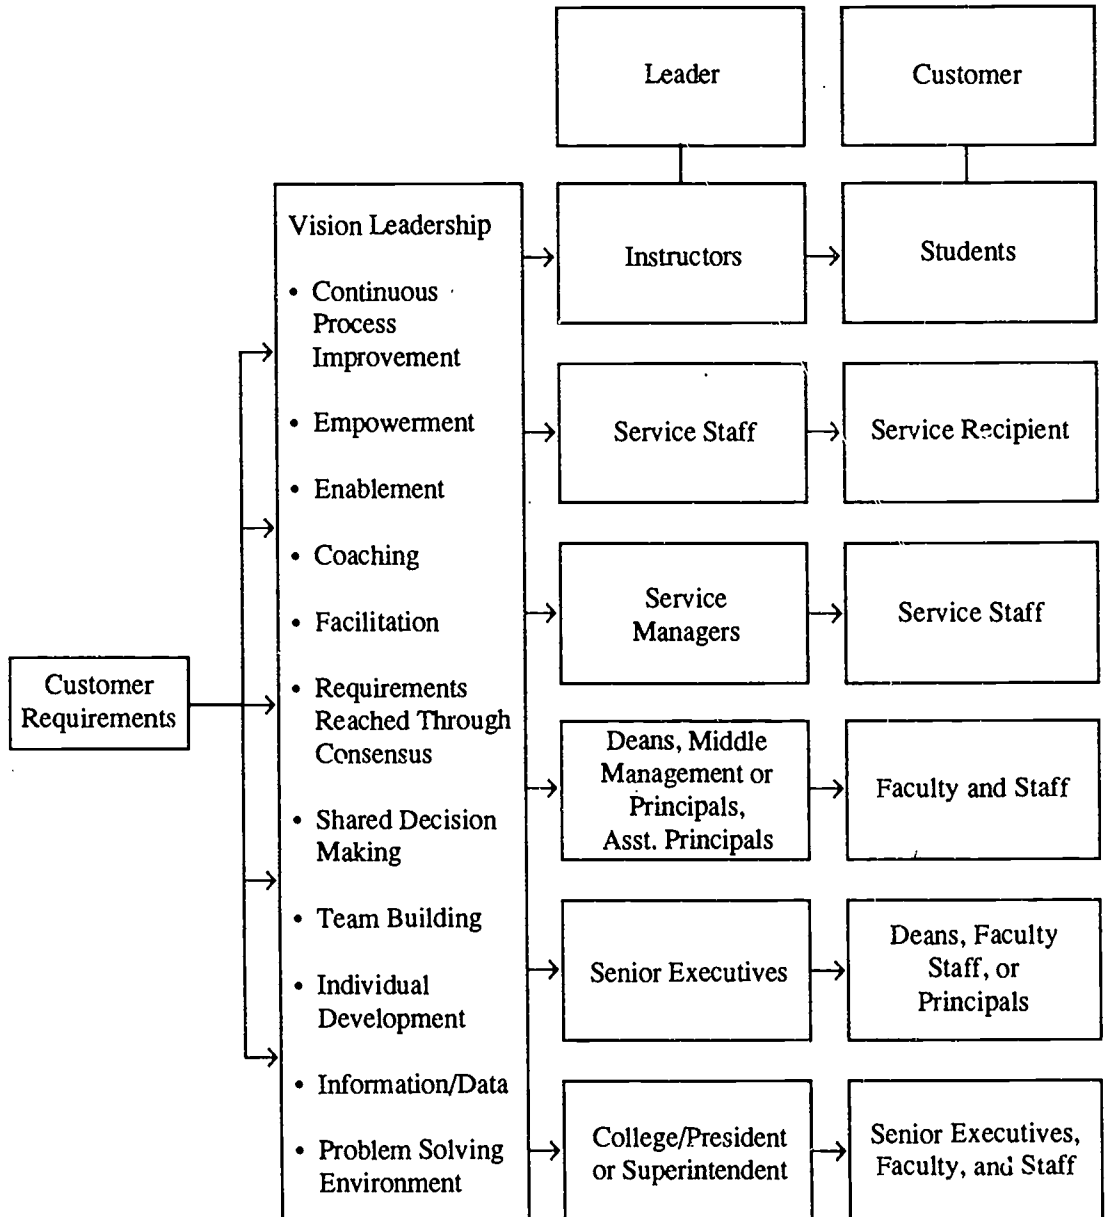 Leader
Customer
Vision Leadership
• Continuous
Process
Improvement
• Empowerment
• Enablement
• Coaching
• Facilitation
• Requirements
Reached Through
Consensus
• Shared Decision
Making
• Team Building
• Individual
Development
• Information/Data
• Problem Solving
Environment
Customer
Requirements
Instructors
Students
Service Staff
Service Recipient
Service
Managers
Service Staff
Deans, Middle
Management or
Principals,
Asst. Principals
Faculty and Staff
Senior Executives
Deans, Faculty
Staff, or
Principals
College/President
or Superintendent
Senior Executives,
Faculty, and Staff